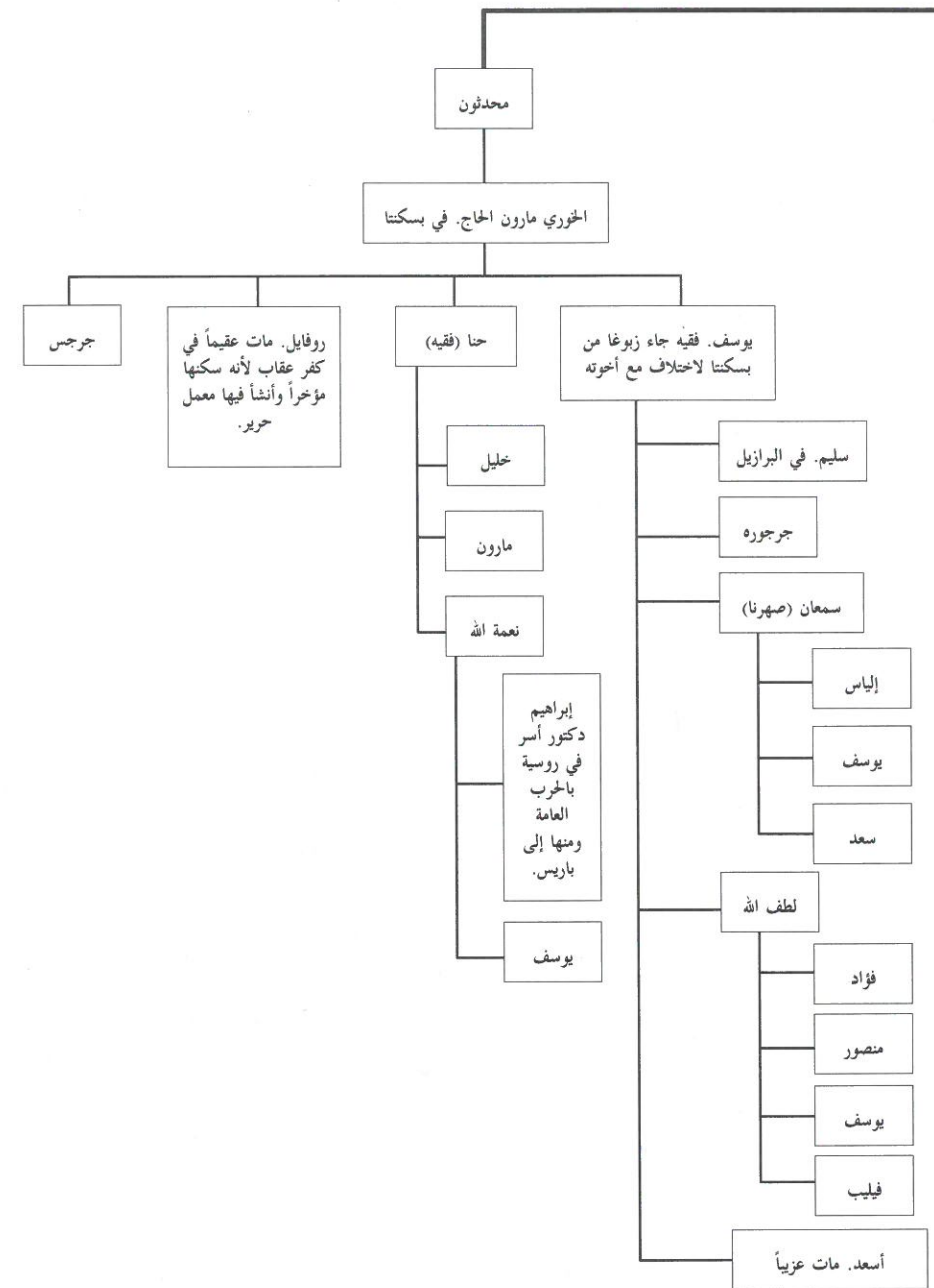 محدثون
الخوري مارون الحاج. في بسكنتا
يوسف. فقيه جاء زبوغا من
بسكنتا لاختلاف مع أخوته
سليم. في البرازيل
جرجوره
سمعان (صهرنا)
إلياس
يوسف
سعد
لطف الله
فؤاد
منصور
يوسف
فيليب
أسعد. مات عزيباً
حنا (فقيه)
خليل
مارون
نعمة الله
إبراهيم
دكتور أسر
في روسية
بالحرب
العامة
ومنها إلى
باريس.
يوسف
روفايل. مات عقيماً في
كفر عقاب لأنه سكنها
مؤخراً وأنشأ فيها معمل
حرير.
جرجس